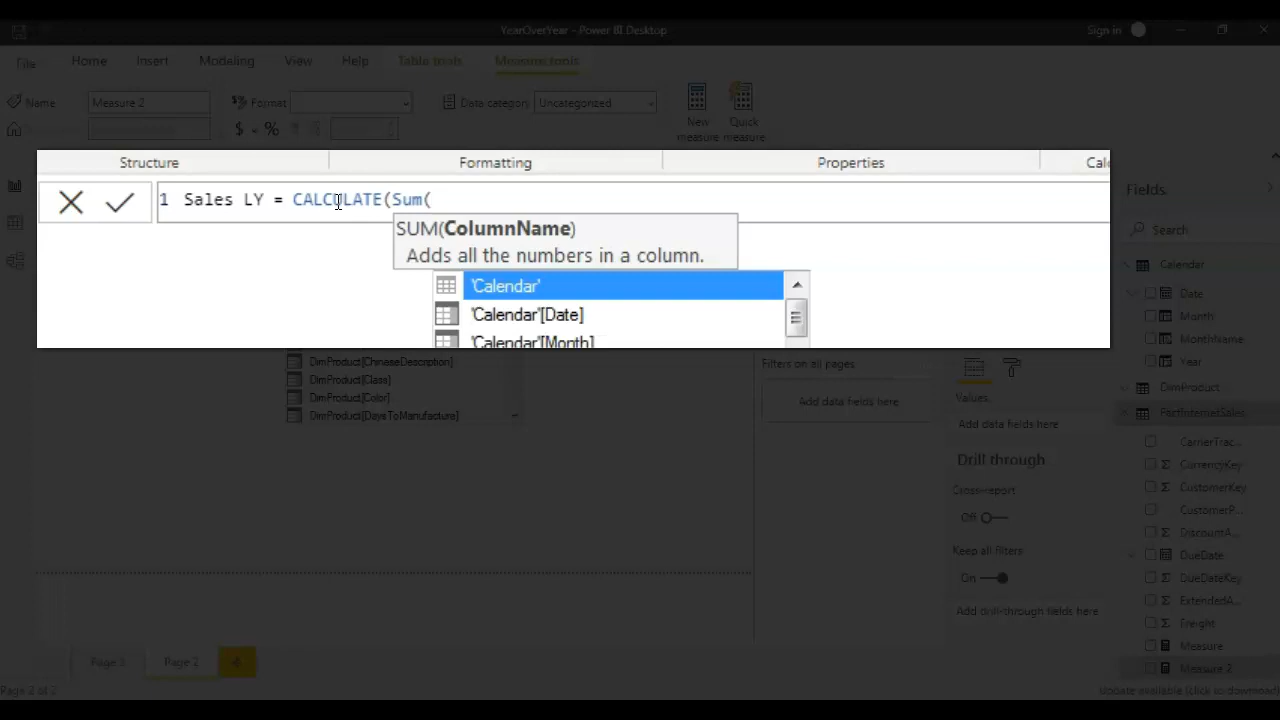 YearOverYear - Power BI Desktop
Sign in
File
Home
Insert
Modeling
View
Help
Table tools
Measure tools
Name
Measure 2
Format
Data category
Uncategorized
New
measure
Quick
measure
$
%
Structure
Formatting
Properties
Calc
1 Sales LY = CALCULATE(Sum(
SUM(ColumnName)
Adds all the numbers in a column.
'Calendar'
'Calendar'[Date]
'Calendar'[Month]
DimProduct[ChineseDescription]
DimProduct[Class]
DimProduct[Color]
DimProduct[DaysToManufacture]
Filters on all pages
Add data fields here
Values
Add data fields here
Drill through
Cross-report
Off
Keep all filters
On
Add drill-through fields here
Fields
Search
Calendar
Date
Month
MonthName
Year
DimProduct
FactInternetSales
CarrierTrac...
CurrencyKey
CustomerKey
CustomerP...
DiscountA...
DueDate
DueDateKey
ExtendedA...
Freight
Measure
Measure 2
Page 1
Page 2
Page 2 of 2
Update available (click to download)